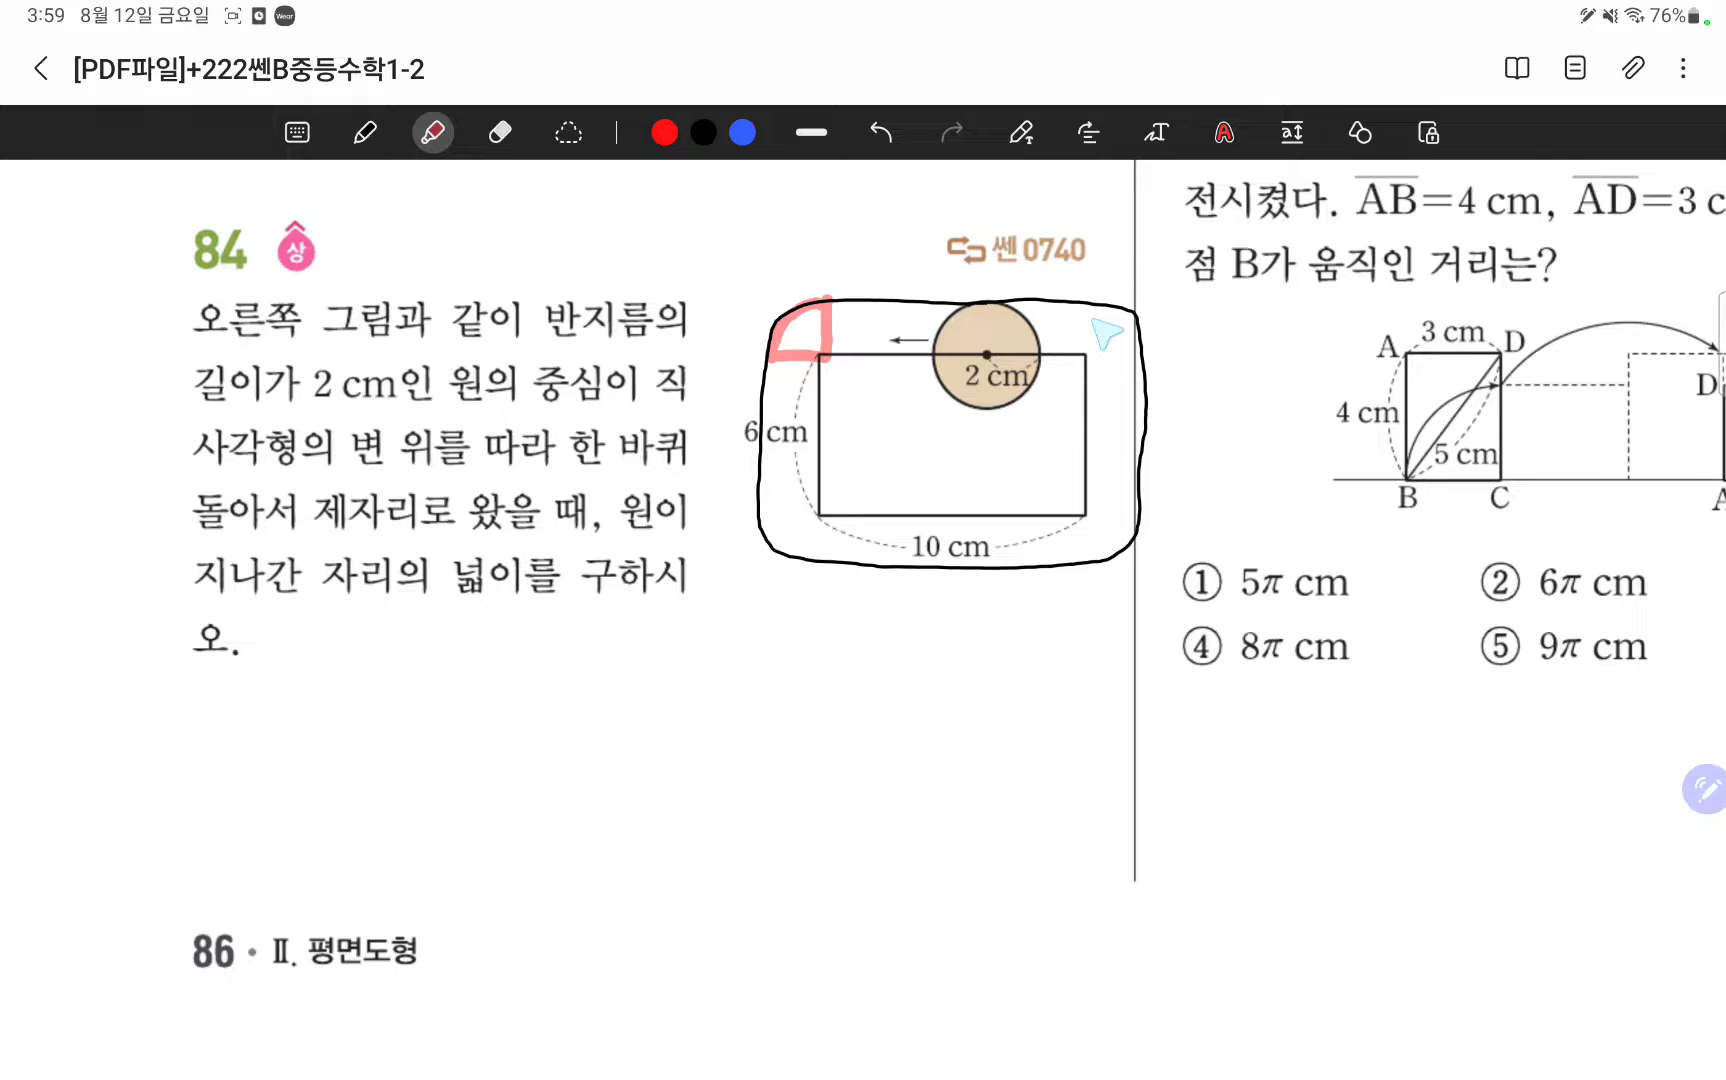 3:59 8월 12일 금요일
Wear
76%
[PDF파일]+222쎈B중등수학1-2
84 상
쎈 0740
오른쪽 그림과 같이 반지름의
길이가 2 cm인 원의 중심이 직
사각형의 변 위를 따라 한 바퀴
돌아서 제자리로 왔을 때, 원이
지나간 자리의 넓이를 구하시
오.
2 cm
6 cm
10 cm
86 • Ⅱ. 평면도형
전시켰다. AB=4 cm, AD=3 c
점 B가 움직인 거리는?
3 cm
A D
4 cm
5 cm
B C
D
A
① 5π cm ② 6π cm
④ 8π cm ⑤ 9π cm